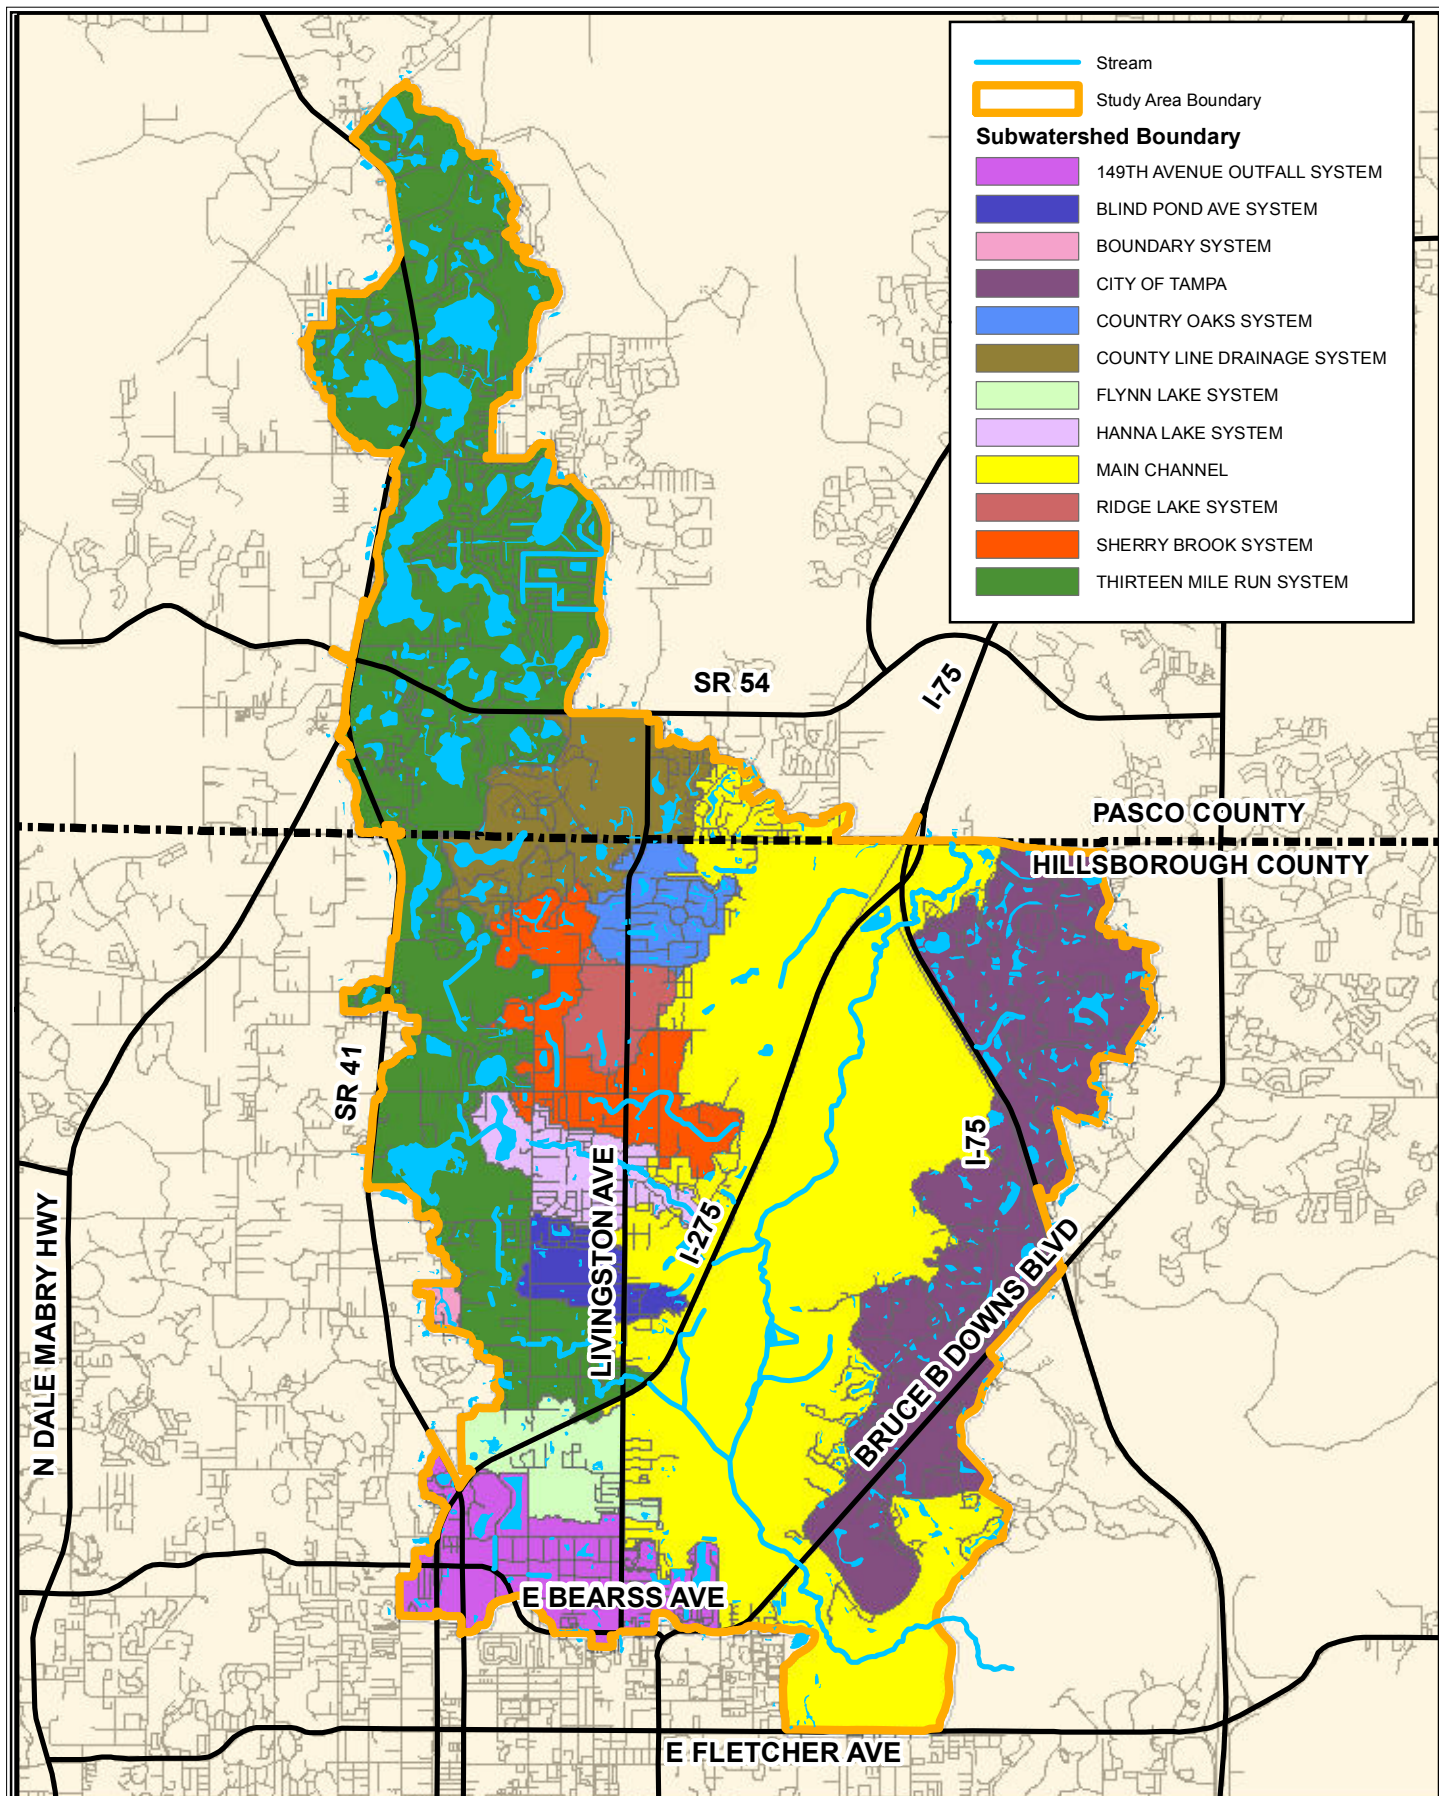 Stream
Study Area Boundary
Subwatershed Boundary
149TH AVENUE OUTFALL SYSTEM
BLIND POND AVE SYSTEM
BOUNDARY SYSTEM
CITY OF TAMPA
COUNTRY OAKS SYSTEM
COUNTY LINE DRAINAGE SYSTEM
FLYNN LAKE SYSTEM
HANNA LAKE SYSTEM
MAIN CHANNEL
RIDGE LAKE SYSTEM
SHERRY BROOK SYSTEM
THIRTEEN MILE RUN SYSTEM
SR 54
I-75
PASCO COUNTY
HILLSBOROUGH COUNTY
SR 41
I-75
LIVINGSTON AVE
I-275
N DALE MABRY HWY
BRUCE B DOWNS BLVD
E BEARSS AVE
E FLETCHER AVE